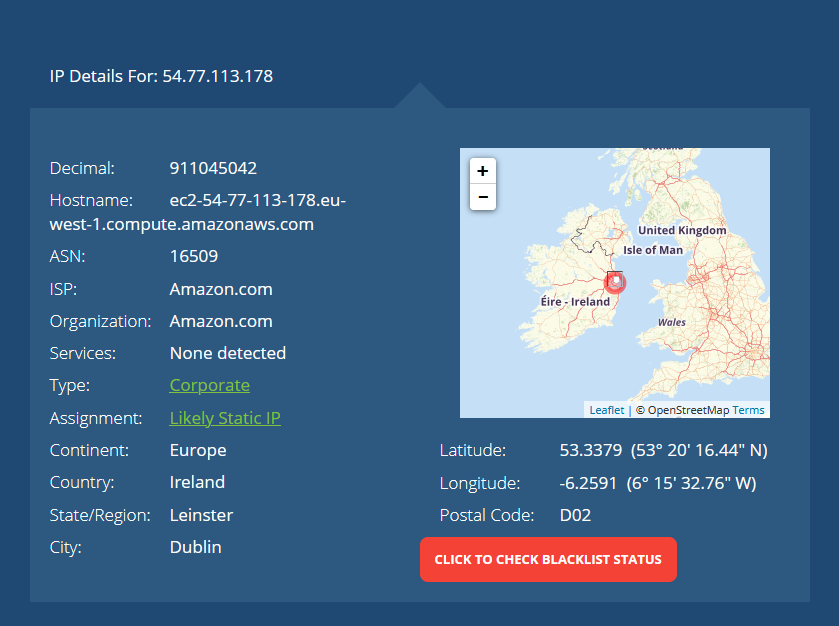 IP Details For: 54.77.113.178
Decimal: 911045042
Hostname: ec2-54-77-113-178.eu-
west-1.compute.amazonaws.com
ASN: 16509
ISP: Amazon.com
Organization: Amazon.com
Services: None detected
Type: Corporate
Assignment: Likely Static IP
Continent: Europe
Country: Ireland
State/Region: Leinster
City: Dublin
+
−
Scotland
United Kingdom
Isle of Man
Éire - Ireland
Wales
Leaflet | © OpenStreetMap Terms
Latitude: 53.3379 (53° 20' 16.44" N)
Longitude: -6.2591 (6° 15' 32.76" W)
Postal Code: D02
CLICK TO CHECK BLACKLIST STATUS